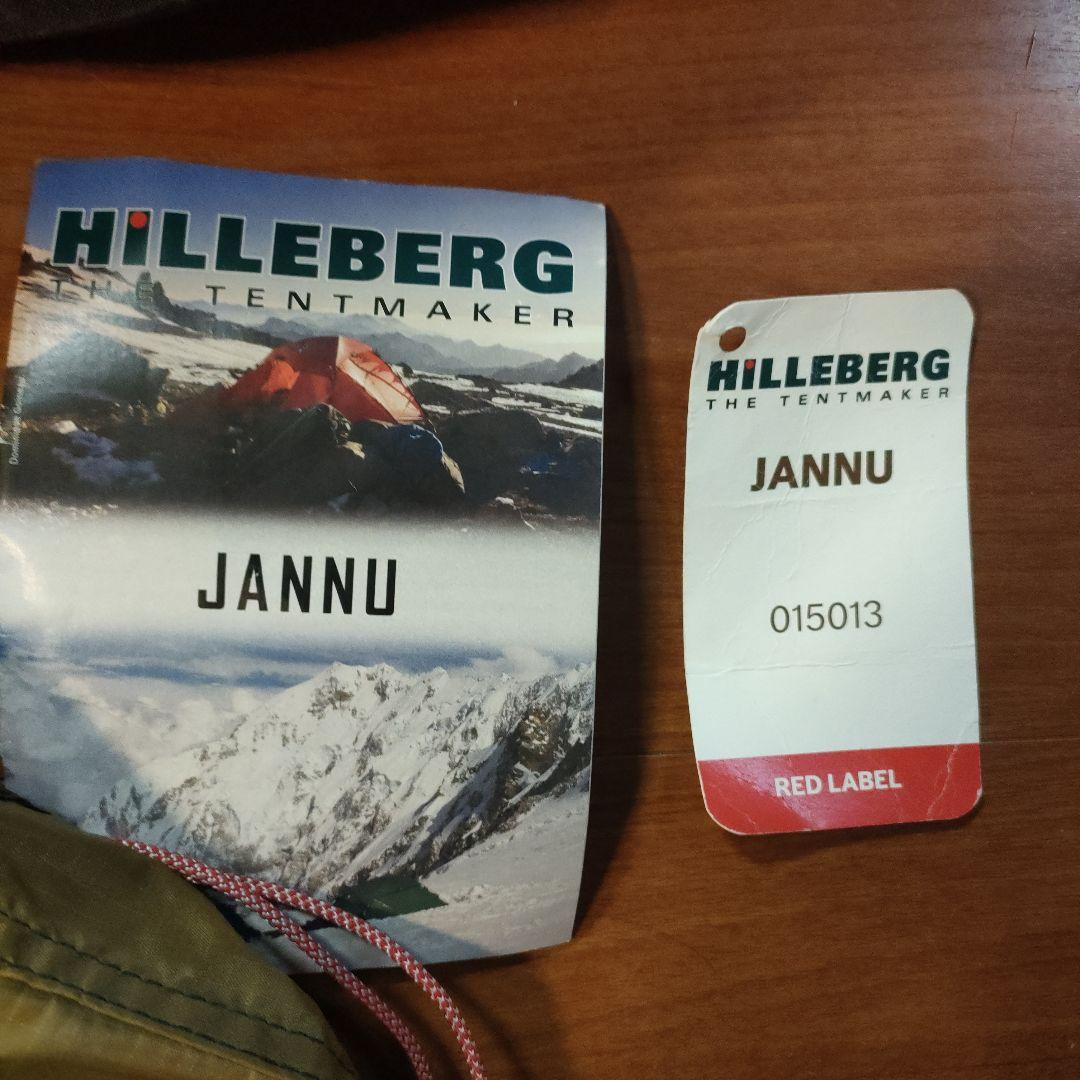 HiLLEBERG
THE TENTMAKER
JANNU
HiLLEBERG
THE TENTMAKER
JANNU
015013
RED LABEL